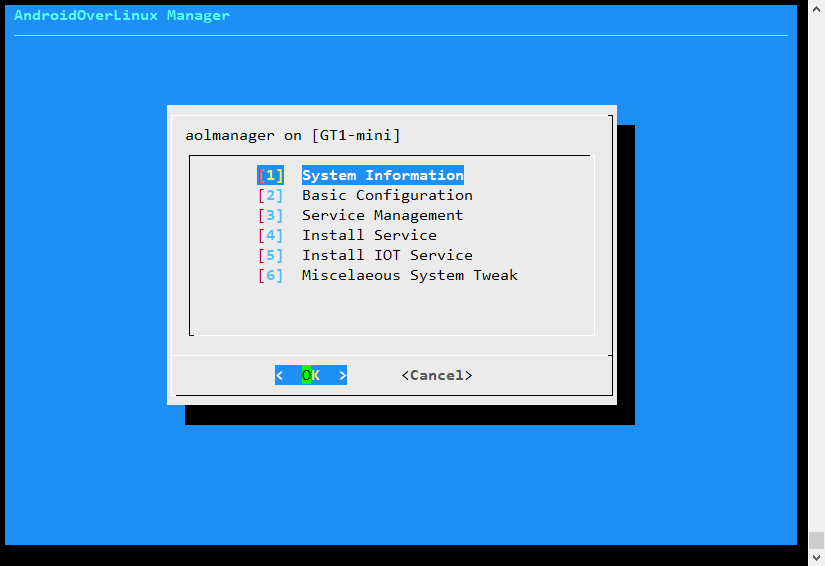 AndroidOverLinux Manager
aolmanager on [GT1-mini]
[1] System Information
[2] Basic Configuration
[3] Service Management
[4] Install Service
[5] Install IOT Service
[6] Miscelaeous System Tweak
< OK > <Cancel>